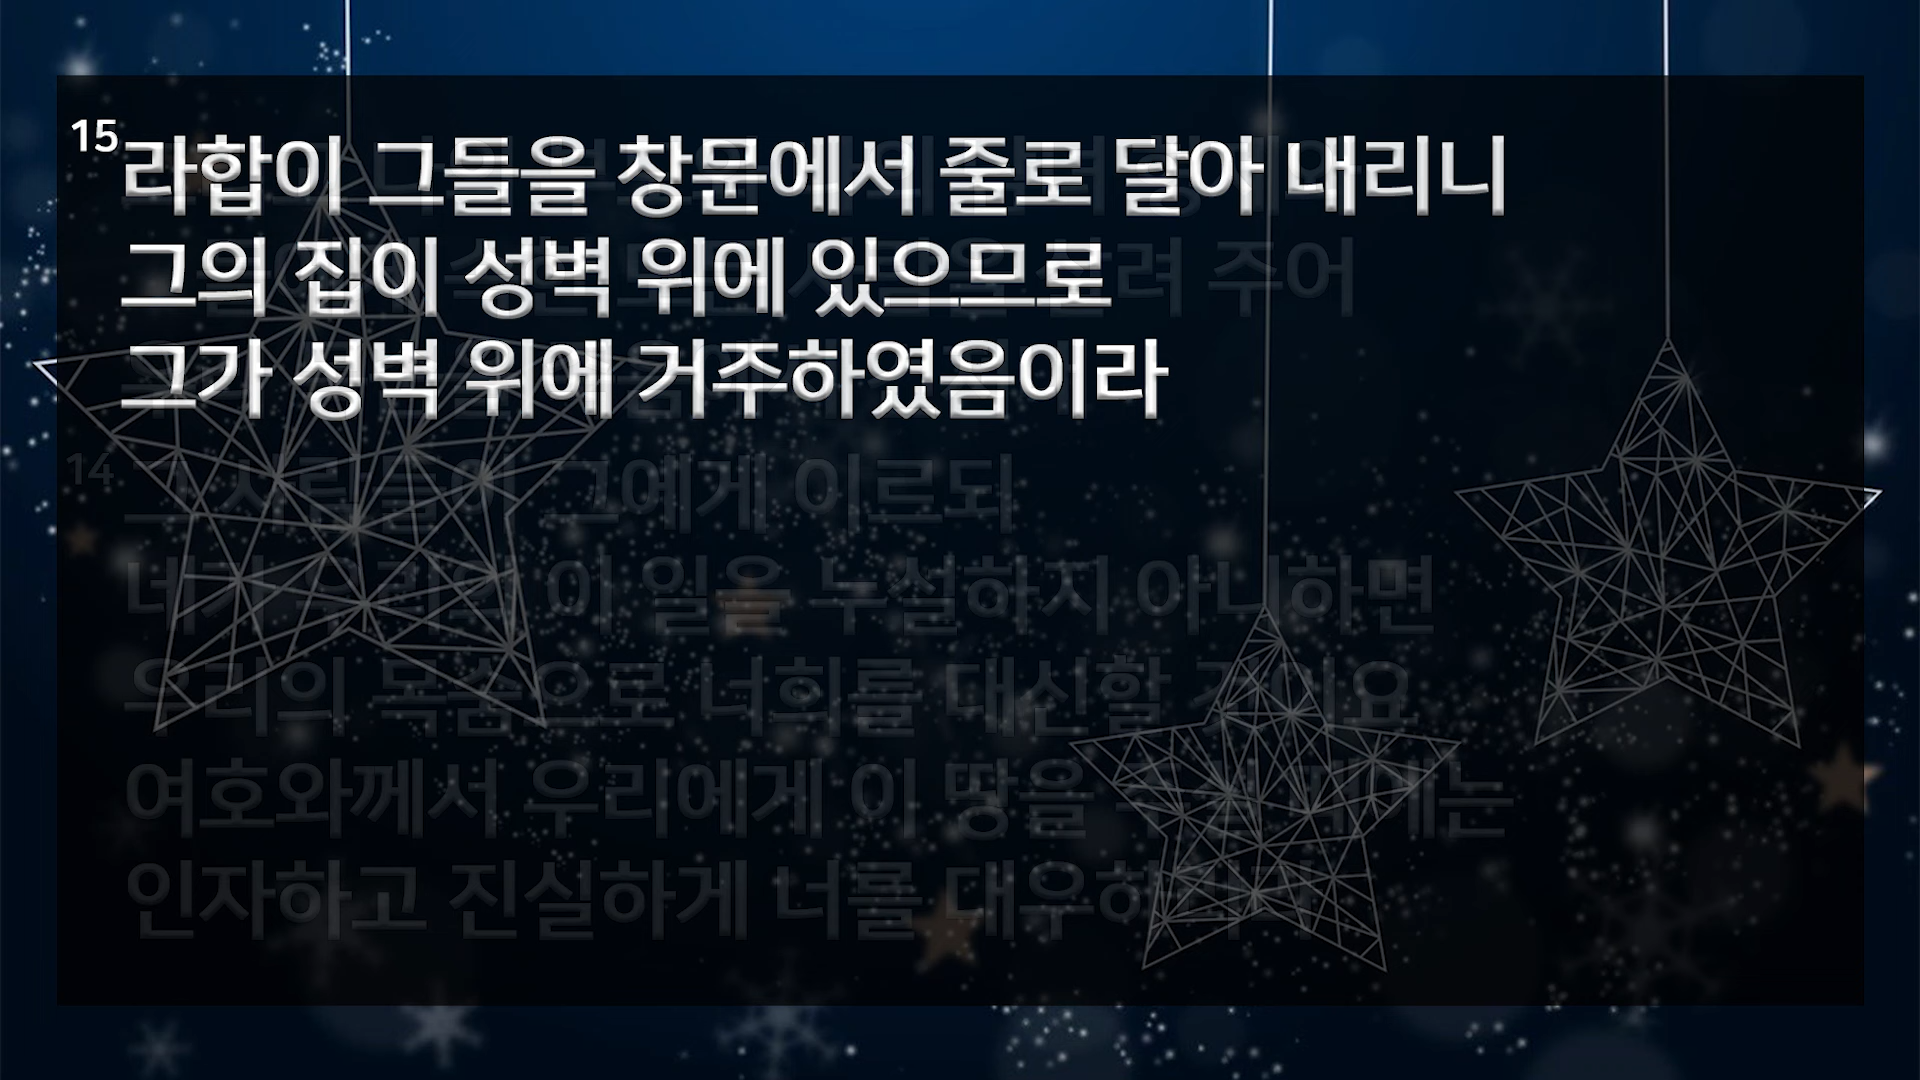 15 라합이 그들을 창문에서 줄로 달아 내리니
그의 집이 성벽 위에 있으므로
그가 성벽 위에 거주하였음이라
14 그 사람들이 그에게 이르되
네가 우리의 이 일을 누설하지 아니하면
우리의 목숨으로 너희를 대신할 것이요
여호와께서 우리에게 이 땅을 주실 때에는
인자하고 진실하게 너를 대우하리라